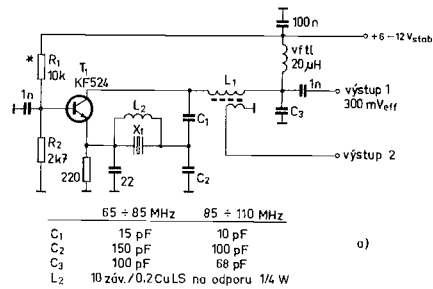 100n
+6 – 12 Vstab
vf tl
20 µH
*
R1
10k
T1
KF524
L1
1n
výstup 1
300 mVeff
1n
L2
X1
C1
C3
R2
2k7
220
22
C2
výstup 2
65 ÷ 85 MHz 85 ÷ 110 MHz
C1 15 pF 10 pF
C2 150 pF 100 pF
C3 100 pF 68 pF
L2 10 záv./0.2 CuLS na odporu 1/4 W
a)